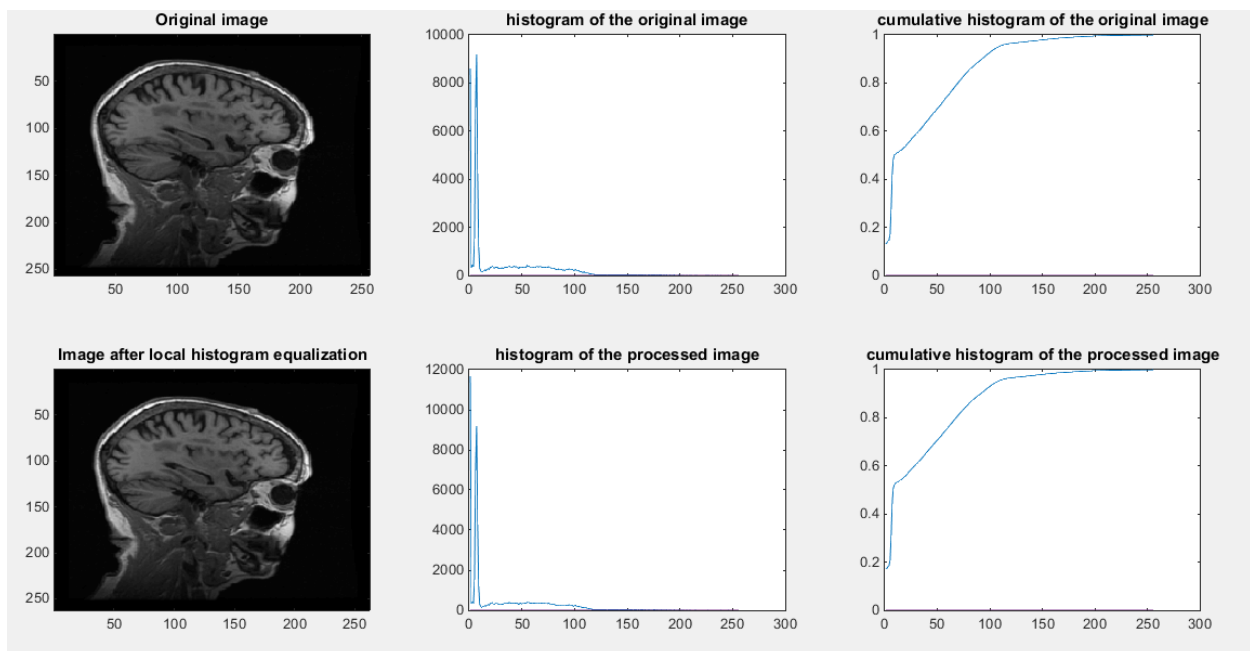 Original image
histogram of the original image
cumulative histogram of the original image
50
100
150
200
250
50 100 150 200 250
10000
8000
6000
4000
2000
0
0 50 100 150 200 250 300
1
0.8
0.6
0.4
0.2
0
0 50 100 150 200 250 300
Image after local histogram equalization
histogram of the processed image
cumulative histogram of the processed image
50
100
150
200
250
50 100 150 200 250
12000
10000
8000
6000
4000
2000
0
0 50 100 150 200 250 300
1
0.8
0.6
0.4
0.2
0
0 50 100 150 200 250 300